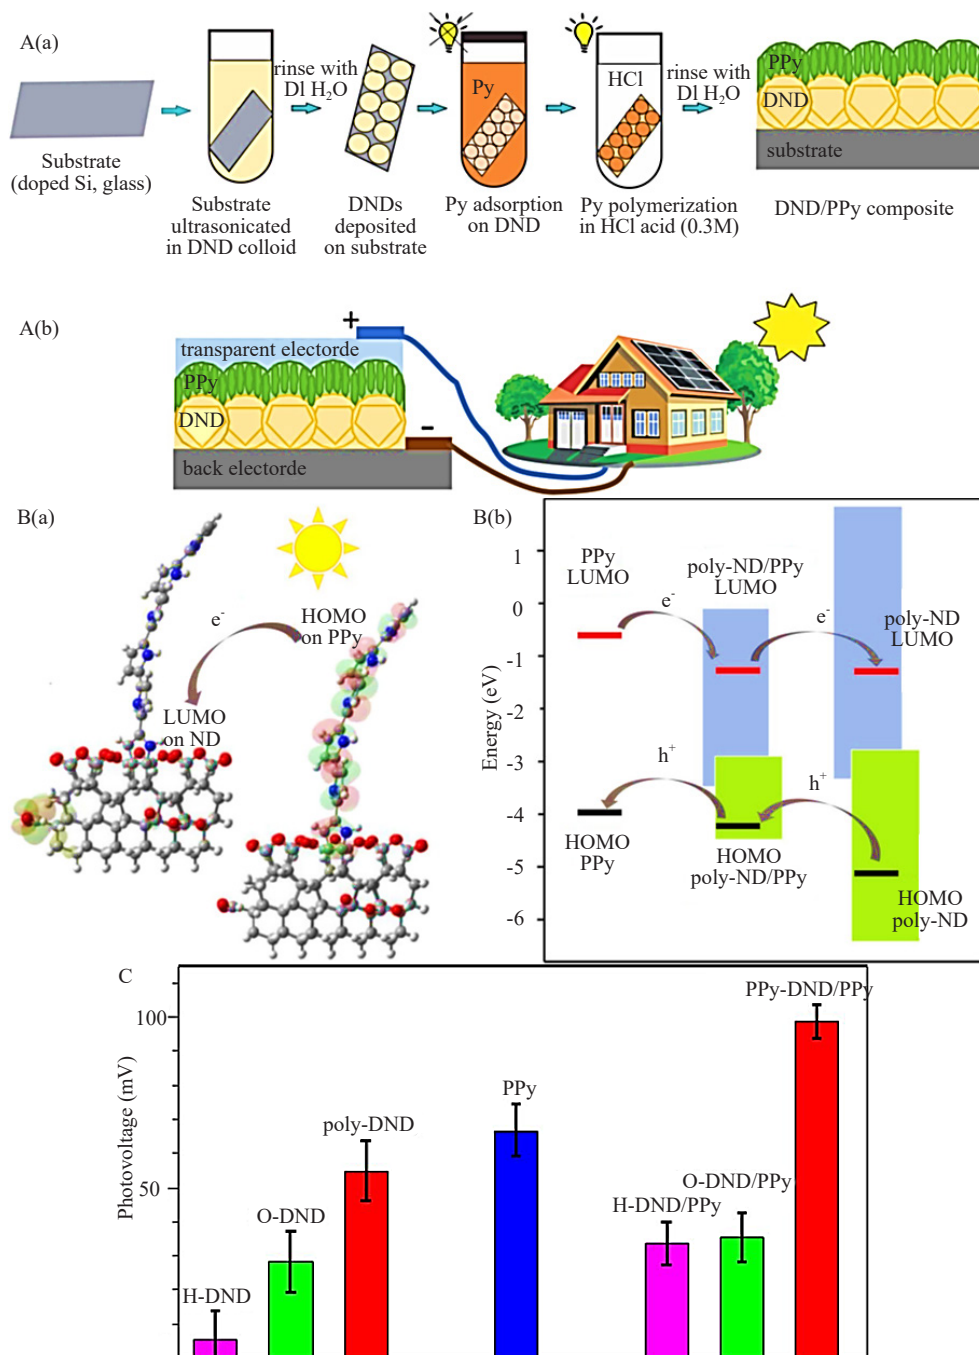 A(a)
rinse with
Dl H₂O
Py
HCl
rinse with
Dl H₂O
PPy
DND
substrate
Substrate
(doped Si, glass)
Substrate
ultrasonicated
in DND colloid
DNDs
deposited
on substrate
Py adsorption
on DND
Py polymerization
in HCl acid (0.3M)
DND/PPy composite
A(b)
+
transparent electorde
PPy
DND
-
back electorde
B(a)
e⁻
HOMO
on PPy
LUMO
on ND
B(b)
Energy (eV)
1
0
-1
-2
-3
-4
-5
-6
PPy
LUMO
e⁻
poly-ND/PPy
LUMO
e⁻
poly-ND
LUMO
h⁺
h⁺
HOMO
PPy
HOMO
poly-ND/PPy
HOMO
poly-ND
C
Photovoltage (mV)
100
50
H-DND
O-DND
poly-DND
PPy
H-DND/PPy
O-DND/PPy
PPy-DND/PPy